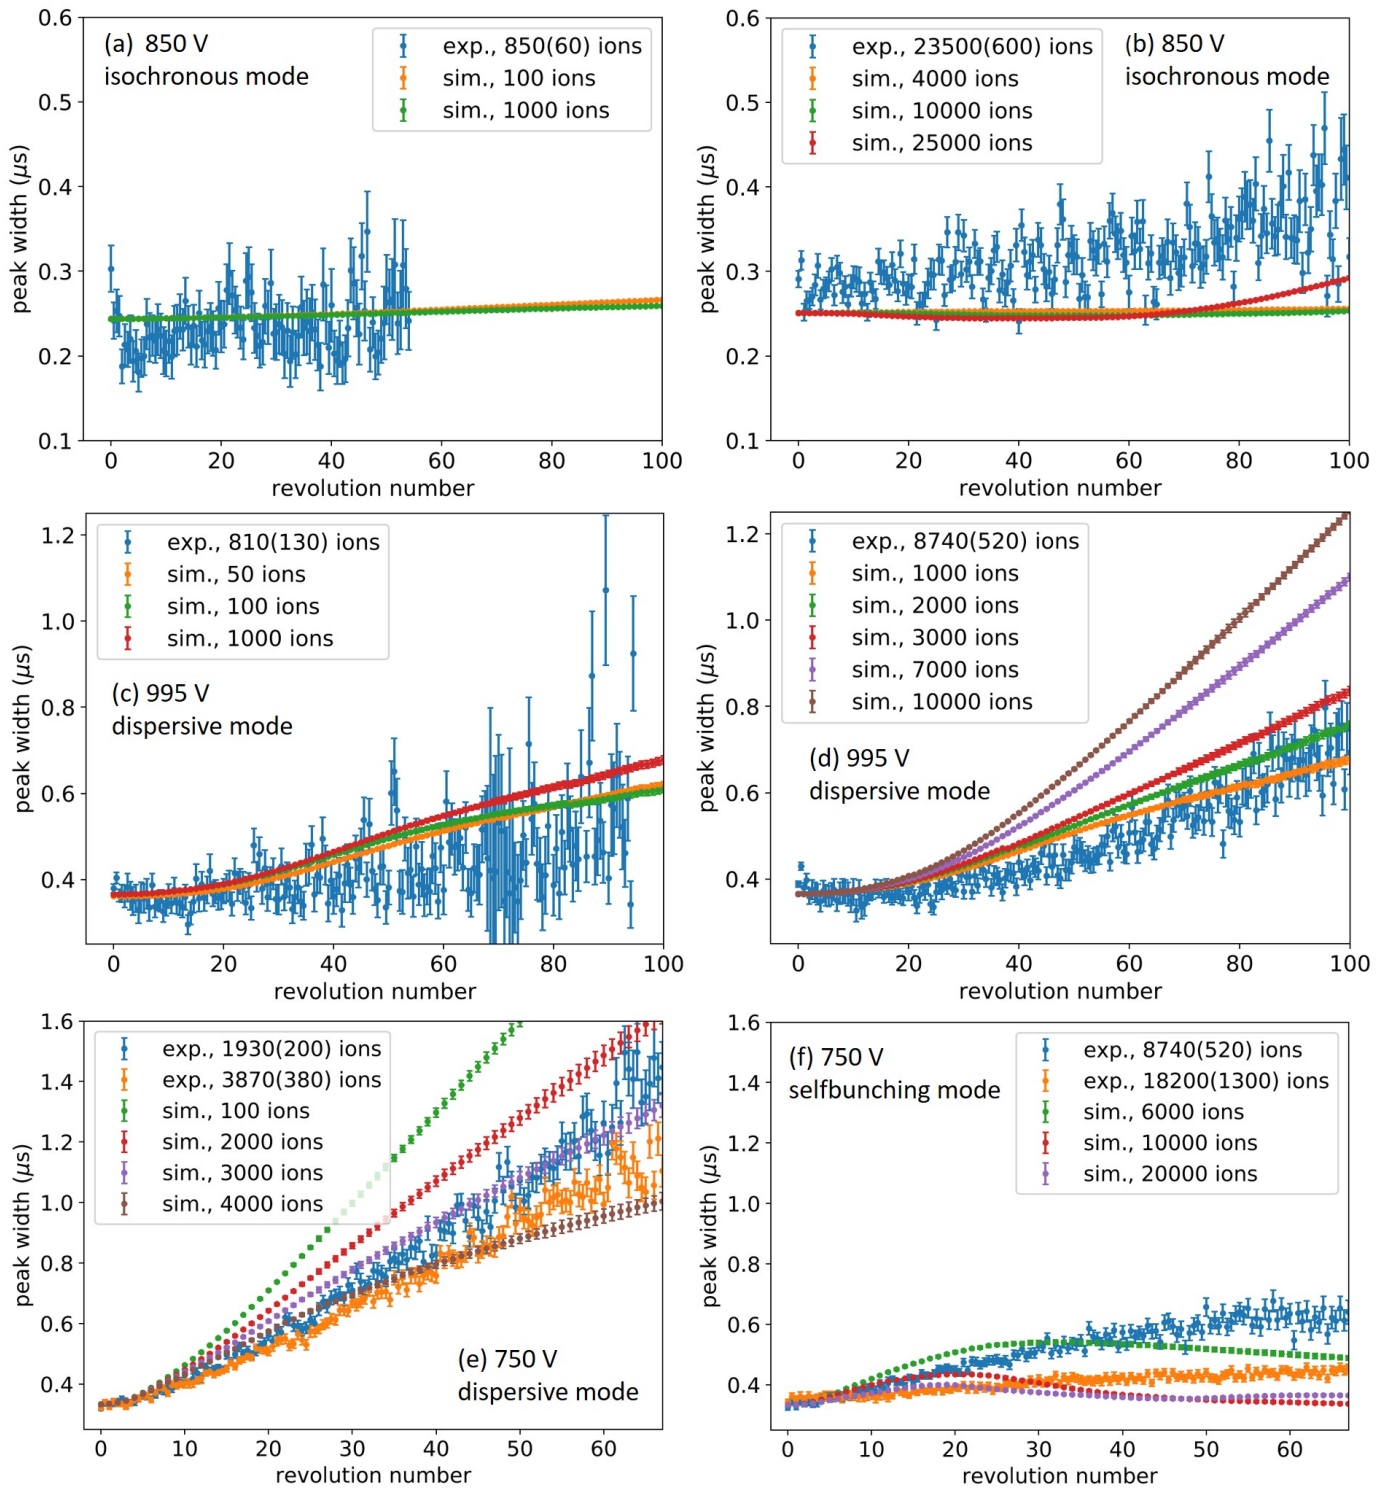 (a) 850 V
isochronous mode
exp., 850(60) ions
sim., 100 ions
sim., 1000 ions
0.6
0.5
0.4
0.3
0.2
0.1
peak width (μs)
0 20 40 60 80 100
revolution number
exp., 23500(600) ions
sim., 4000 ions
sim., 10000 ions
sim., 25000 ions
(b) 850 V
isochronous mode
0.6
0.5
0.4
0.3
0.2
0.1
peak width (μs)
0 20 40 60 80 100
revolution number
exp., 810(130) ions
sim., 50 ions
sim., 100 ions
sim., 1000 ions
(c) 995 V
dispersive mode
1.2
1.0
0.8
0.6
0.4
peak width (μs)
0 20 40 60 80 100
revolution number
exp., 8740(520) ions
sim., 1000 ions
sim., 2000 ions
sim., 3000 ions
sim., 7000 ions
sim., 10000 ions
(d) 995 V
dispersive mode
1.2
1.0
0.8
0.6
0.4
peak width (μs)
0 20 40 60 80 100
revolution number
exp., 1930(200) ions
exp., 3870(380) ions
sim., 100 ions
sim., 2000 ions
sim., 3000 ions
sim., 4000 ions
(e) 750 V
dispersive mode
1.6
1.4
1.2
1.0
0.8
0.6
0.4
peak width (μs)
0 10 20 30 40 50 60
revolution number
(f) 750 V
selfbunching mode
exp., 8740(520) ions
exp., 18200(1300) ions
sim., 6000 ions
sim., 10000 ions
sim., 20000 ions
1.6
1.4
1.2
1.0
0.8
0.6
0.4
peak width (μs)
0 10 20 30 40 50 60
revolution number